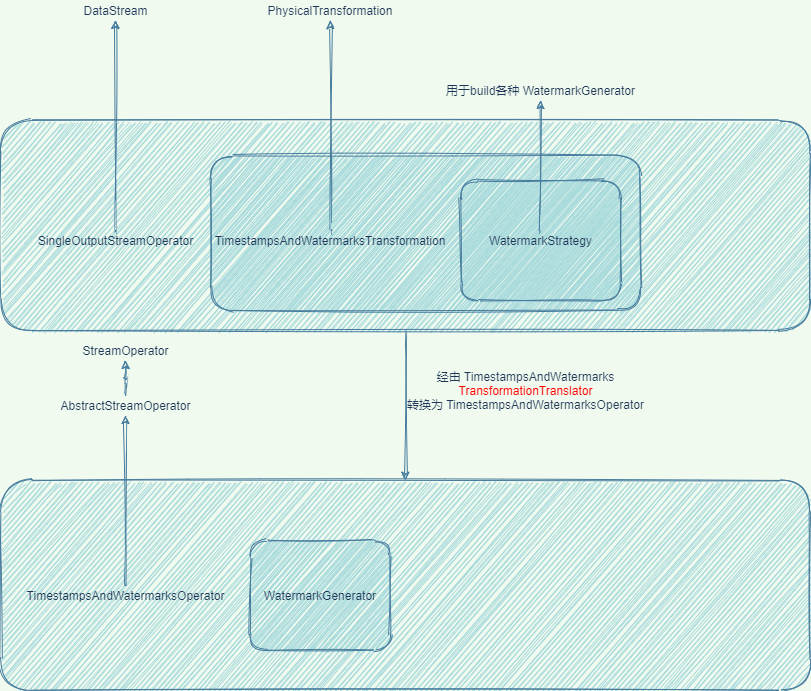 DataStream
PhysicalTransformation
用于build各种 WatermarkGenerator
SingleOutputStreamOperator
TimestampsAndWatermarksTransformation
WatermarkStrategy
StreamOperator
经由 TimestampsAndWatermarks
TransformationTranslator
转换为 TimestampsAndWatermarksOperator
AbstractStreamOperator
TimestampsAndWatermarksOperator
WatermarkGenerator